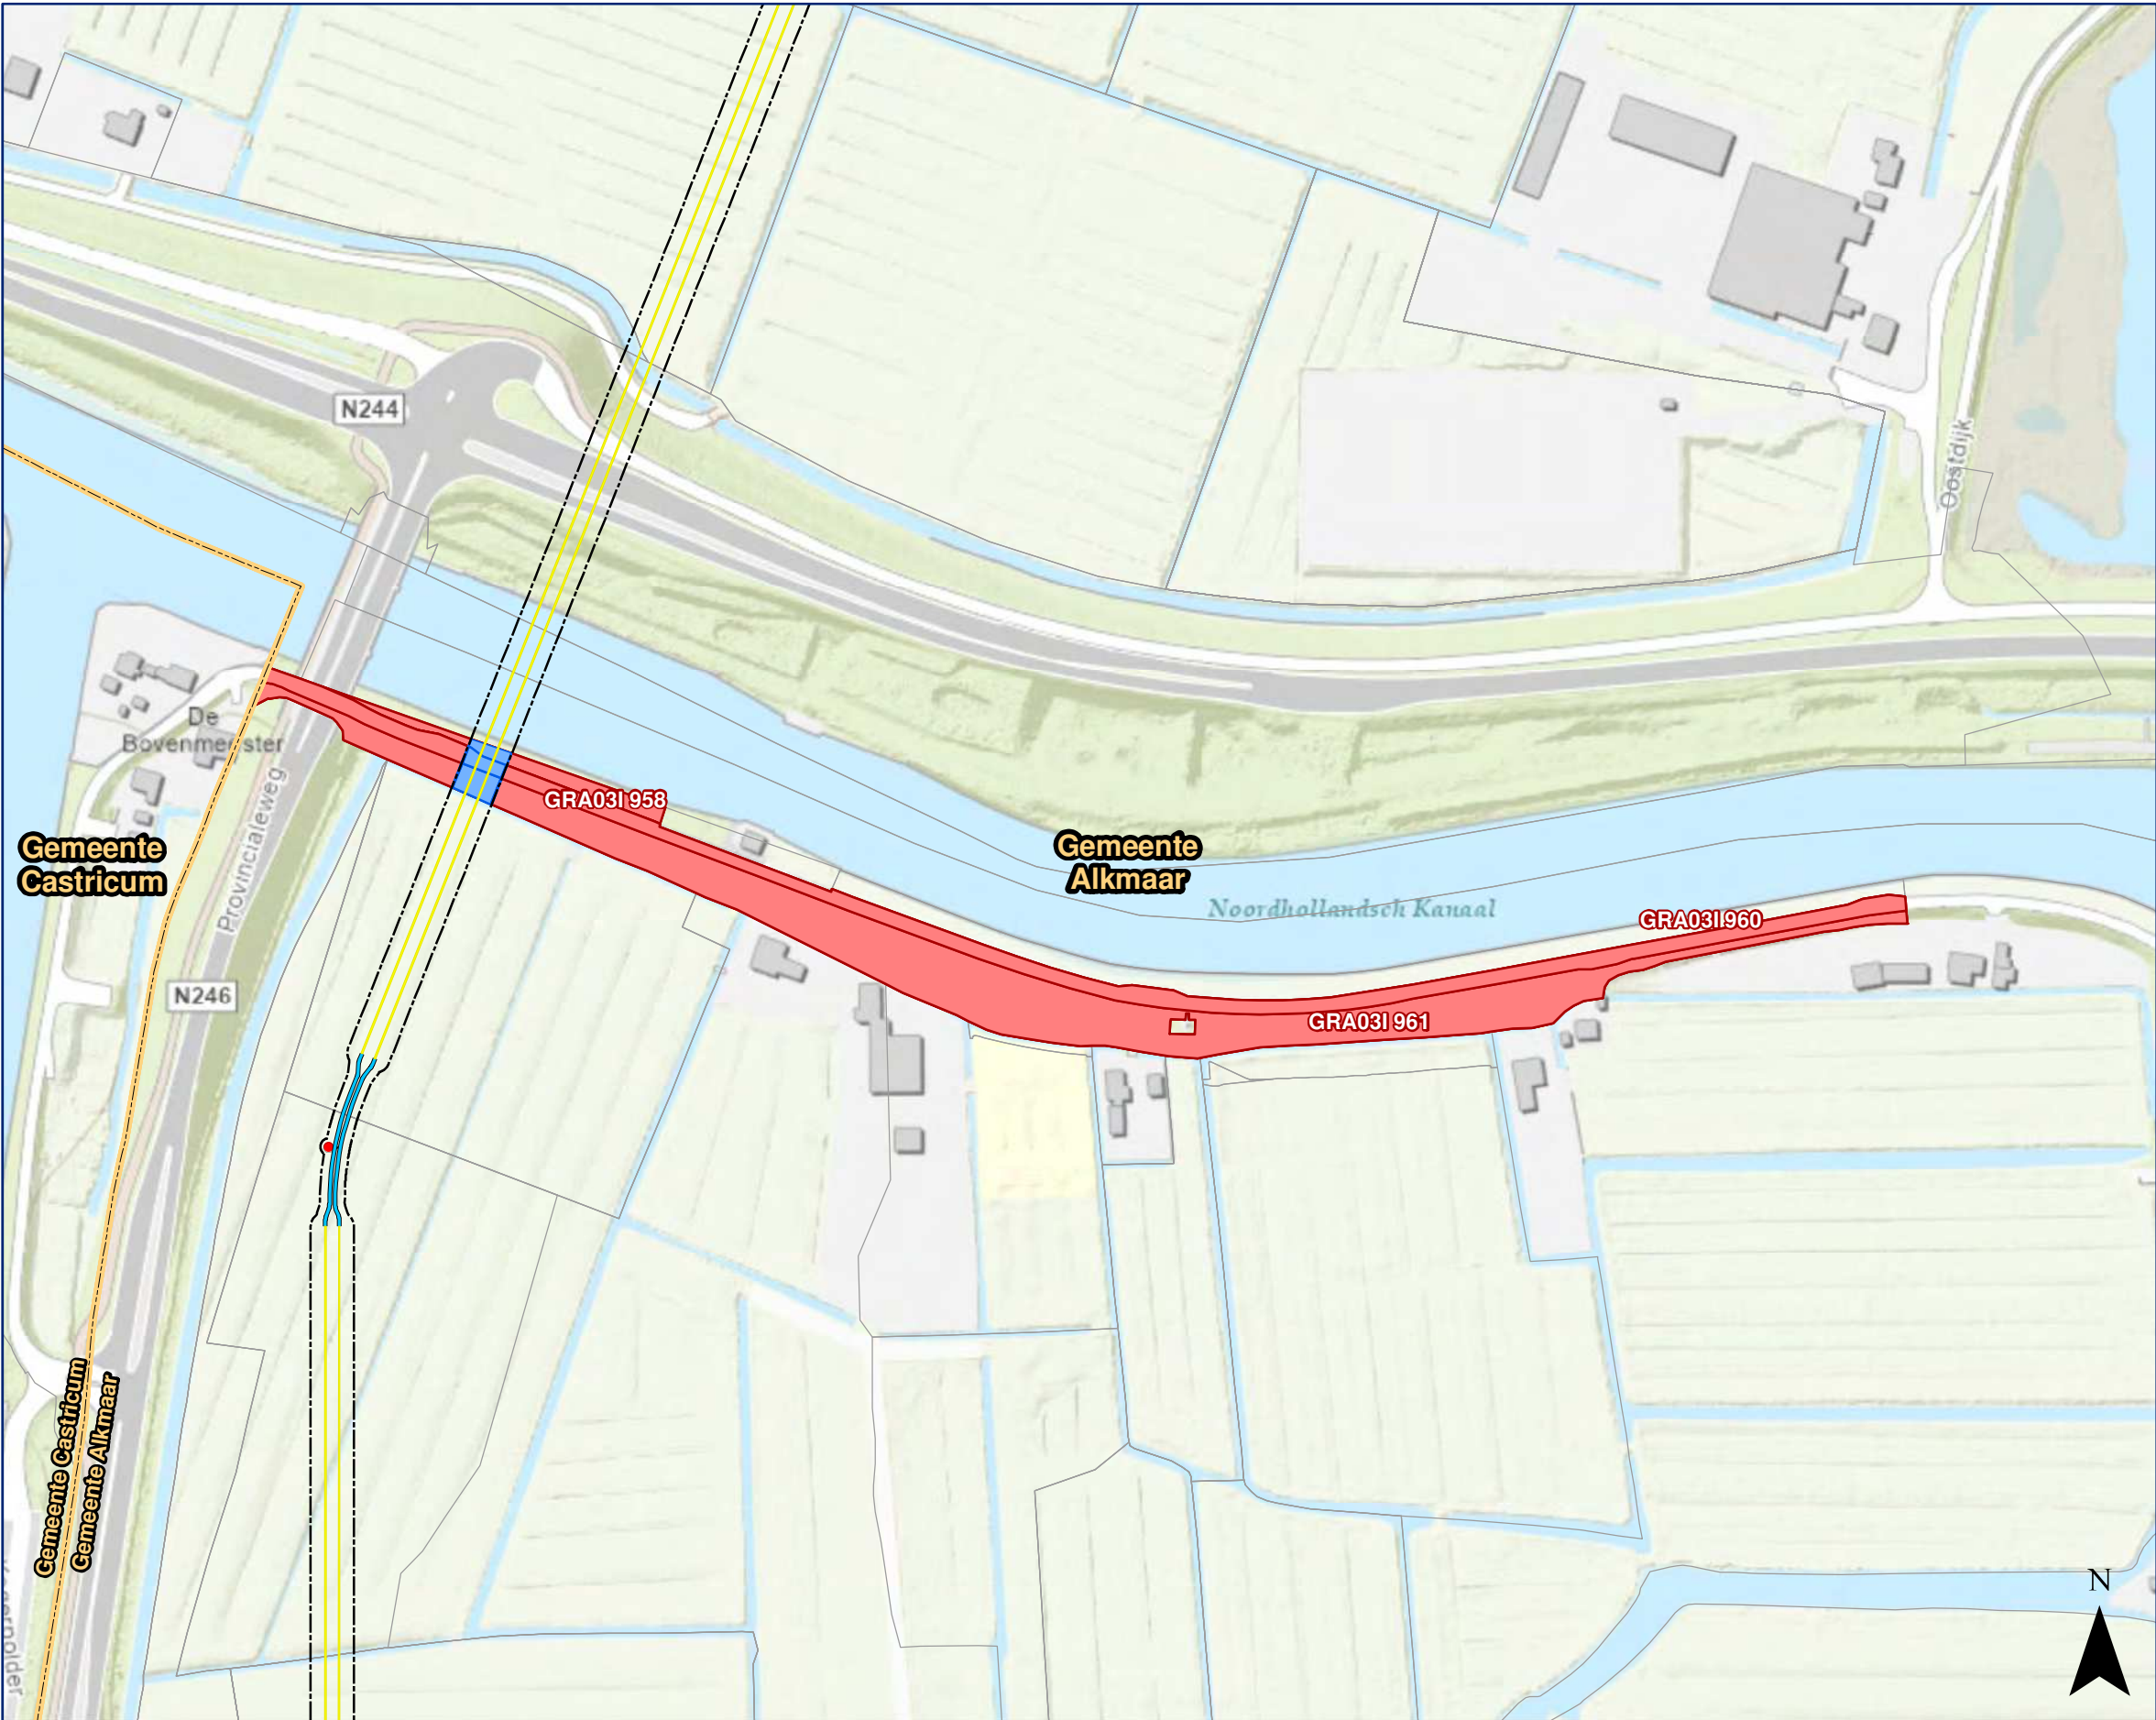 N244
Oostdijk
De
Bovenmeester
GRA03I 958
Provincialeweg
Gemeente
Castricum
Gemeente
Alkmaar
Noordhollandsch Kanaal
GRA03I 960
GRA03I 961
N246
Gemeente Castricum
Gemeente Alkmaar
N